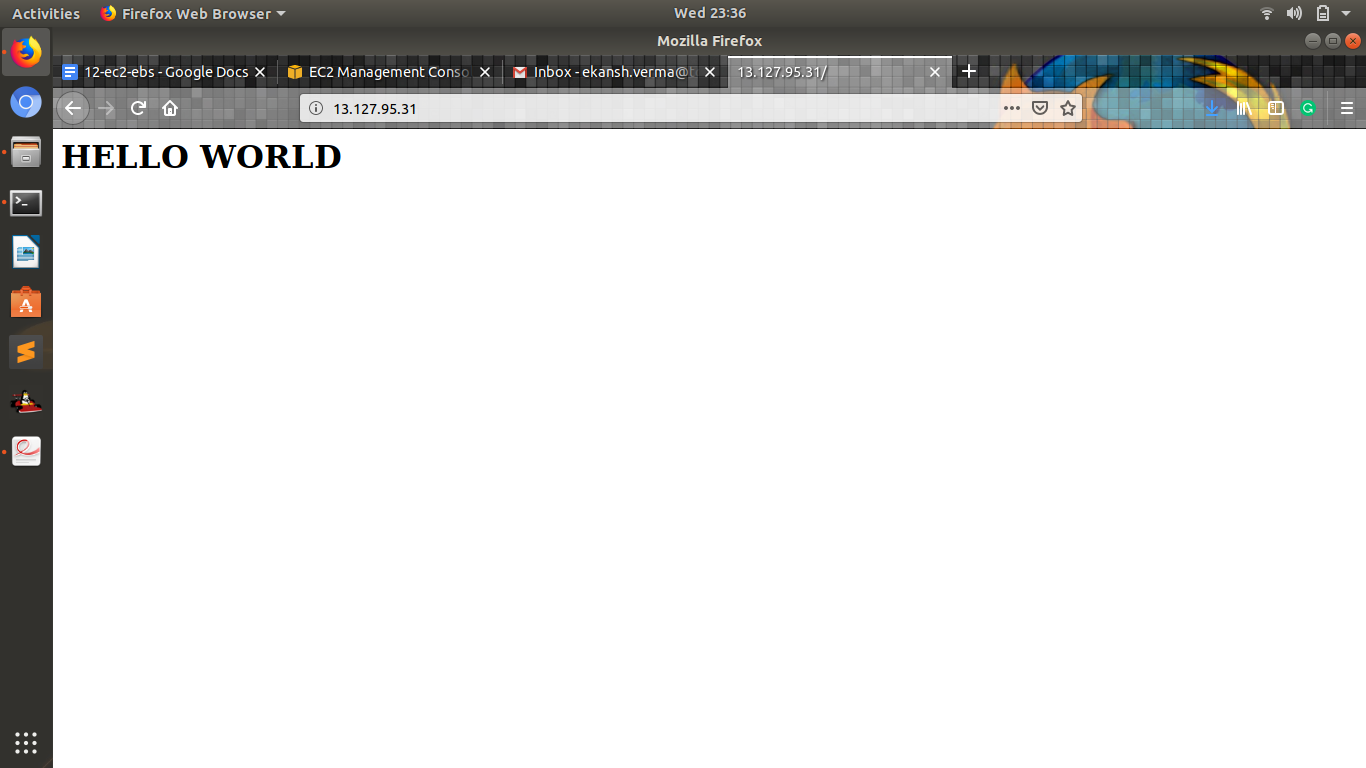 Activities Firefox Web Browser Wed 23:36
Mozilla Firefox
12-ec2-ebs - Google Docs EC2 Management Conso Inbox - ekansh.verma@t 13.127.95.31/
13.127.95.31
HELLO WORLD